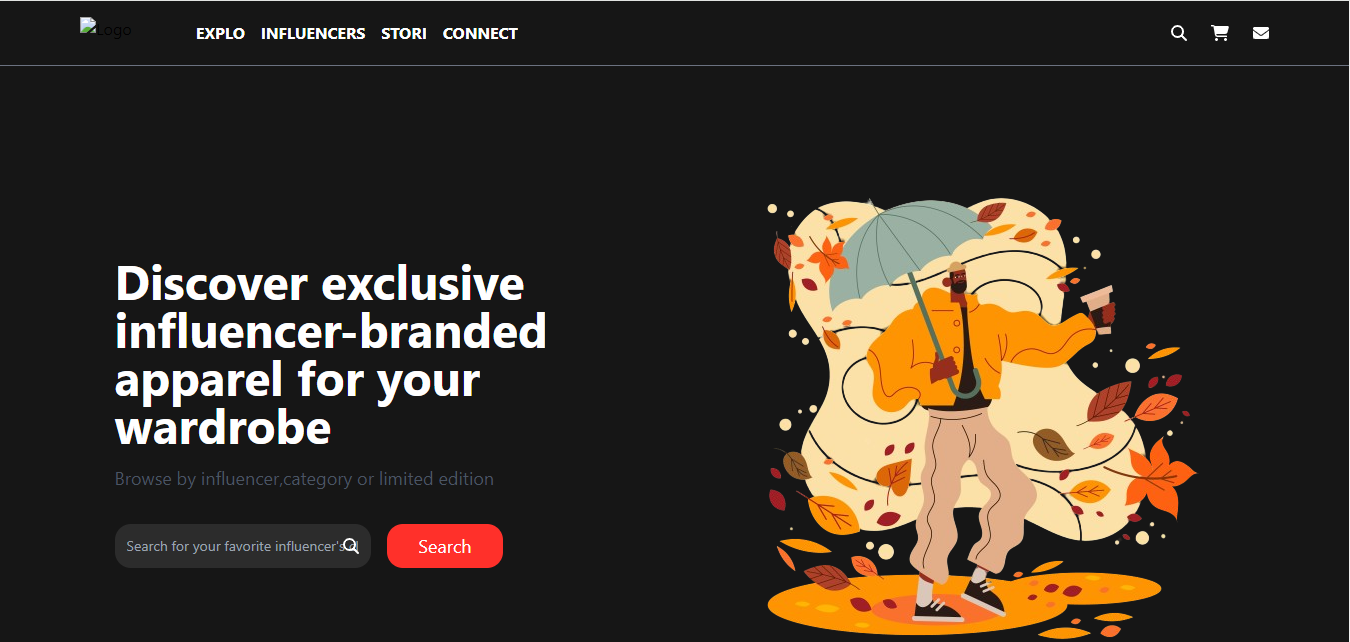 Logo
EXPLO INFLUENCERS STORI CONNECT
Discover exclusive
influencer-branded
apparel for your
wardrobe
Browse by influencer,category or limited edition
Search for your favorite influencer's
Search